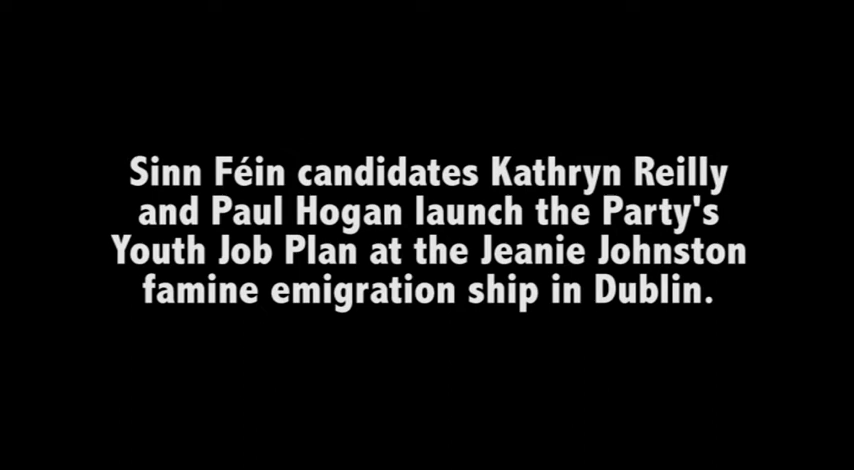 Sinn Féin candidates Kathryn Reilly
and Paul Hogan launch the Party's
Youth Job Plan at the Jeanie Johnston
famine emigration ship in Dublin.